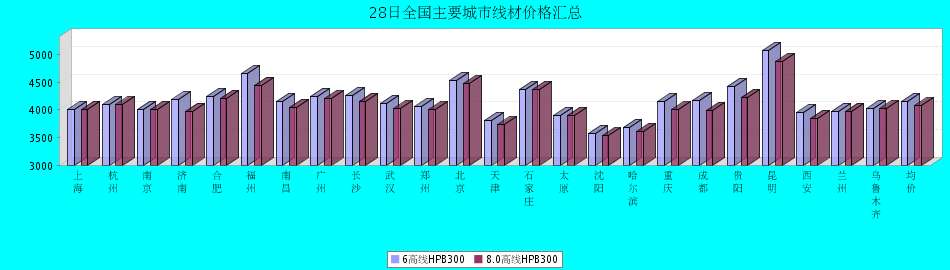 28日全国主要城市线材价格汇总
5000
4500
4000
3500
3000
上海 杭州 南京 济南 合肥 福州 南昌 广州 长沙 武汉 郑州 北京 天津 石家庄 太原 沈阳 哈尔滨 重庆 成都 贵阳 昆明 西安 兰州 乌鲁木齐 均价
6高线HPB300 8.0高线HPB300